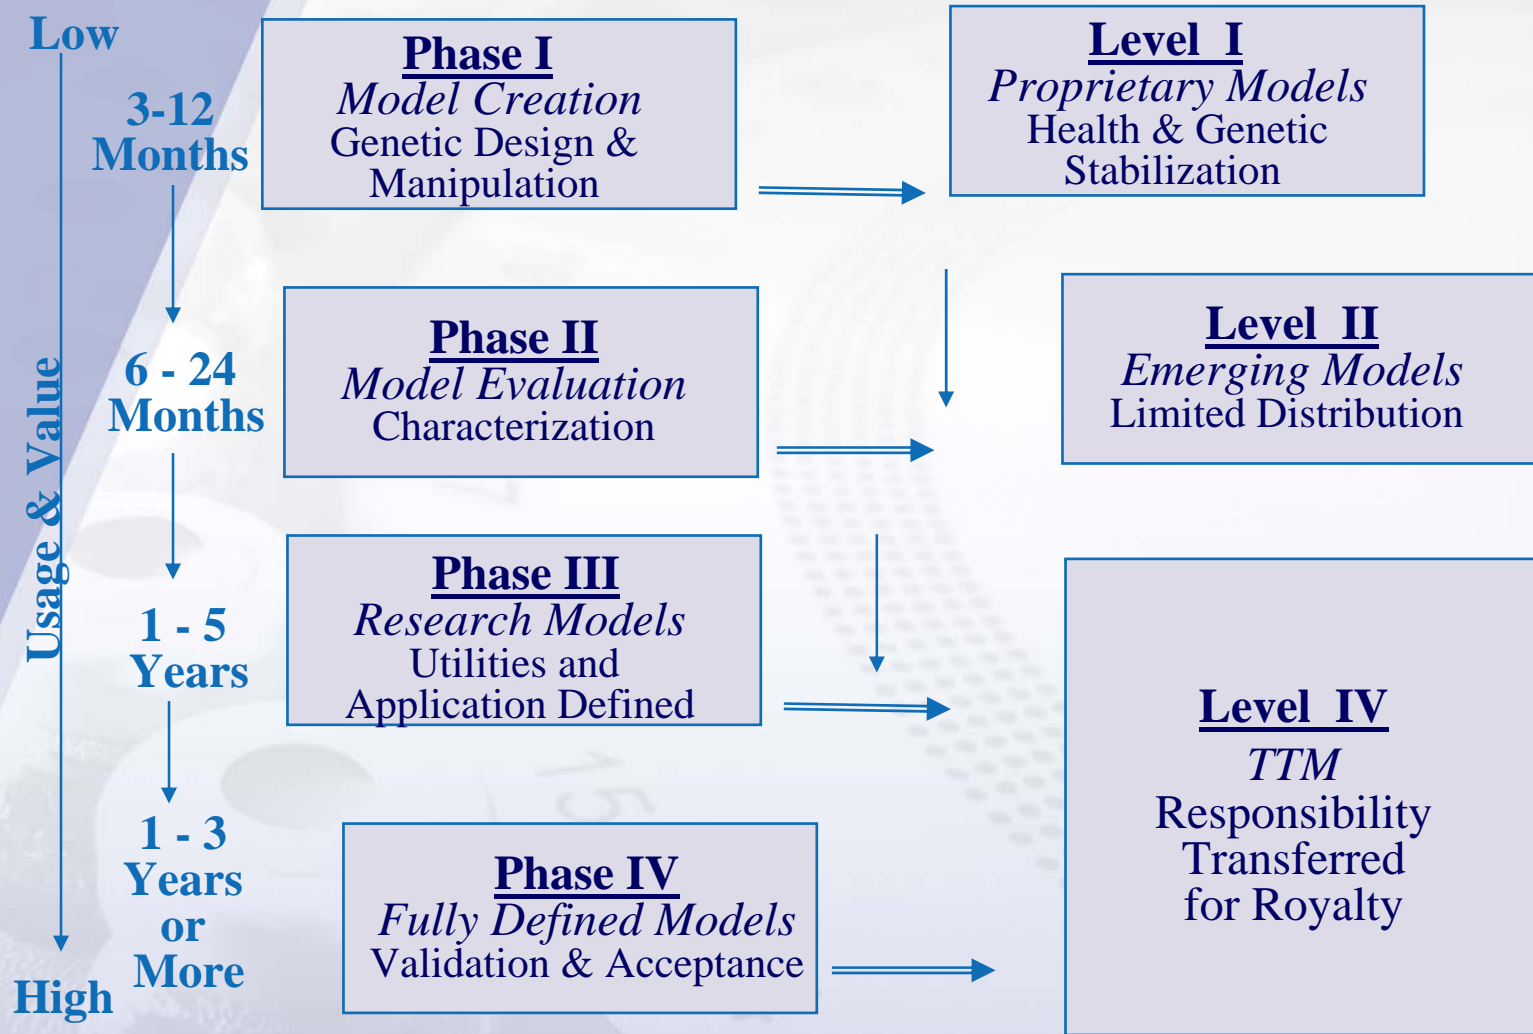 Low
3-12
Months
6 - 24
Months
1 - 5
Years
1 - 3
Years
or
More
High
Usage & Value
Phase I
Model Creation
Genetic Design &
Manipulation
Level I
Proprietary Models
Health & Genetic
Stabilization
Phase II
Model Evaluation
Characterization
Level II
Emerging Models
Limited Distribution
Phase III
Research Models
Utilities and
Application Defined
Phase IV
Fully Defined Models
Validation & Acceptance
Level IV
TTM
Responsibility
Transferred
for Royalty
15